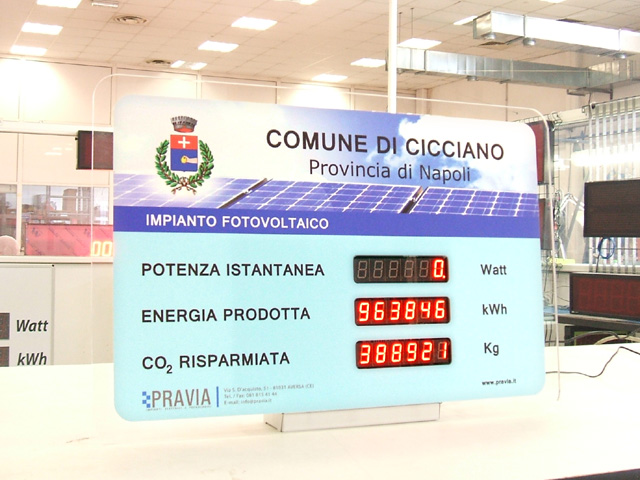 COMUNE DI CICCIANO
Provincia di Napoli
IMPIANTO FOTOVOLTAICO
POTENZA ISTANTANEA 0. Watt
ENERGIA PRODOTTA 963846 kWh
CO2 RISPARMIATA 388921 Kg
PRAVIA
www.pravia.it
Watt
kWh